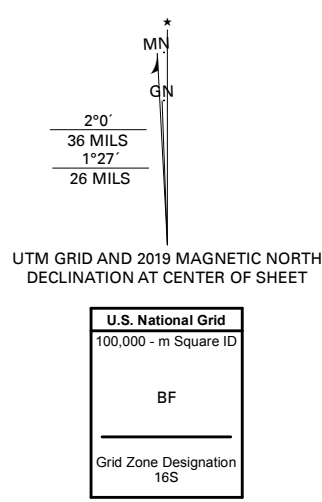 ★
MN
GN
2°0´
36 MILS
1°27´
26 MILS
UTM GRID AND 2019 MAGNETIC NORTH
DECLINATION AT CENTER OF SHEET
U.S. National Grid
100,000 - m Square ID
BF
Grid Zone Designation
16S